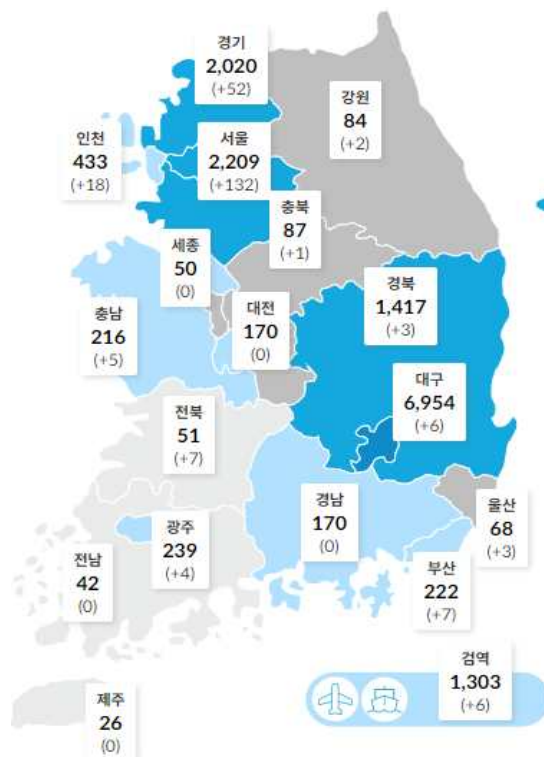 경기
2,020
(+52)
강원
84
(+2)
인천
433
(+18)
서울
2,209
(+132)
충북
87
(+1)
세종
50
(0)
경북
1,417
(+3)
충남
216
(+5)
대전
170
(0)
대구
6,954
(+6)
전북
51
(+7)
경남
170
(0)
울산
68
(+3)
광주
239
(+4)
전남
42
(0)
부산
222
(+7)
검역
1,303
(+6)
제주
26
(0)